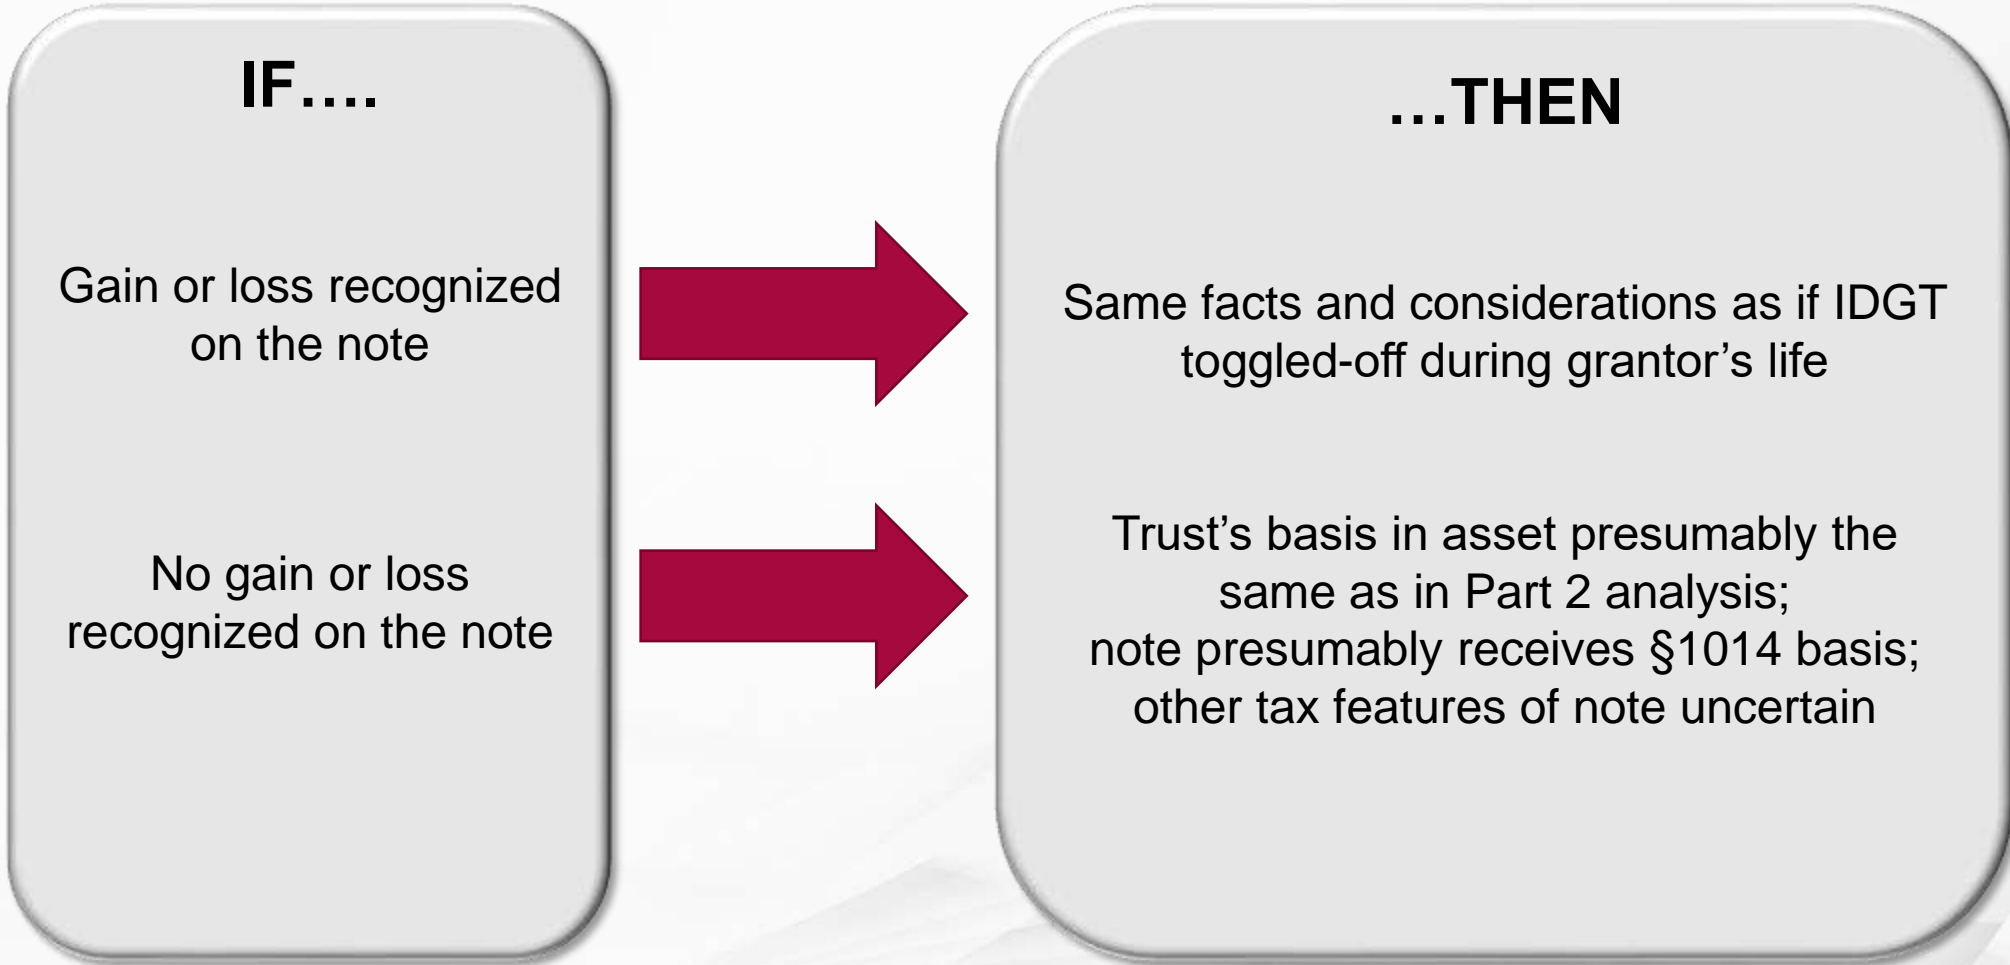 IF….
Gain or loss recognized
on the note
No gain or loss
recognized on the note
…THEN
Same facts and considerations as if IDGT
toggled-off during grantor’s life
Trust’s basis in asset presumably the
same as in Part 2 analysis;
note presumably receives §1014 basis;
other tax features of note uncertain